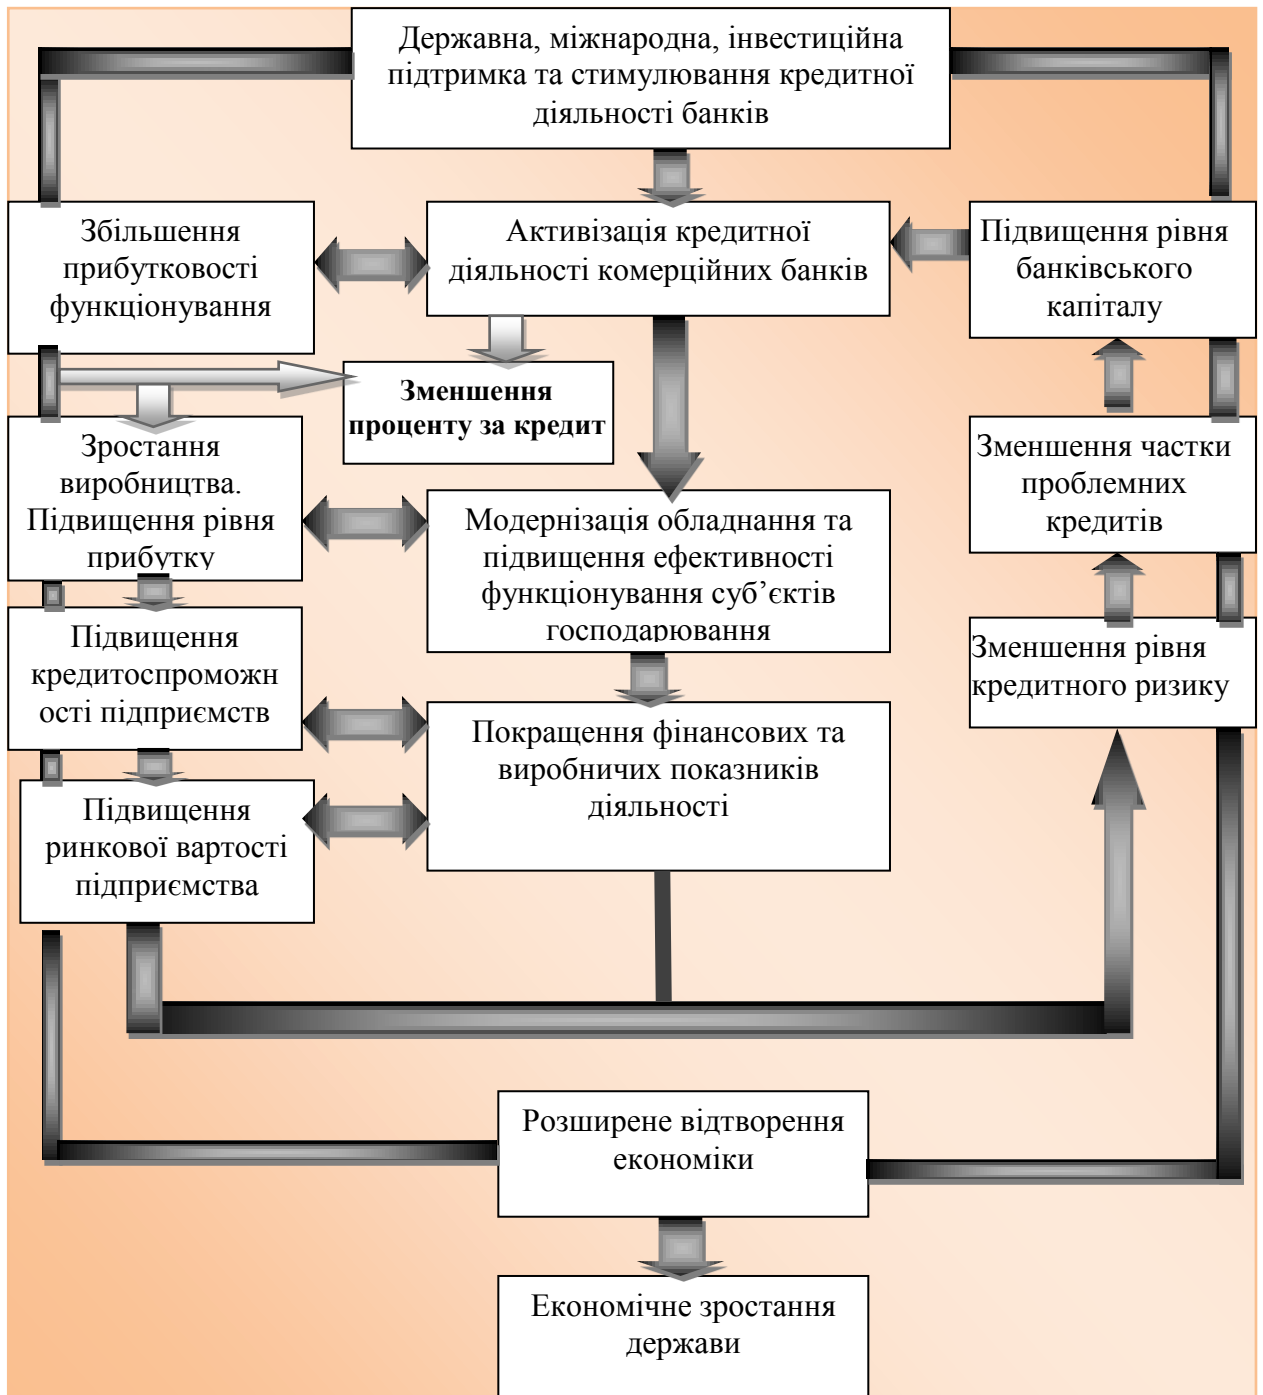 Державна, міжнародна, інвестиційна
підтримка та стимулювання кредитної
діяльності банків
Збільшення
прибутковості
функціонування
Активізація кредитної
діяльності комерційних банків
Підвищення рівня
банківського
капіталу
Зменшення
проценту за кредит
Зростання
виробництва.
Підвищення рівня
прибутку
Модернізація обладнання та
підвищення ефективності
функціонування суб’єктів
господарювання
Зменшення частки
проблемних
кредитів
Підвищення
кредитоспроможн
ості підприємств
Зменшення рівня
кредитного ризику
Покращення фінансових та
виробничих показників
діяльності
Підвищення
ринкової вартості
підприємства
Розширене відтворення
економіки
Економічне зростання
держави